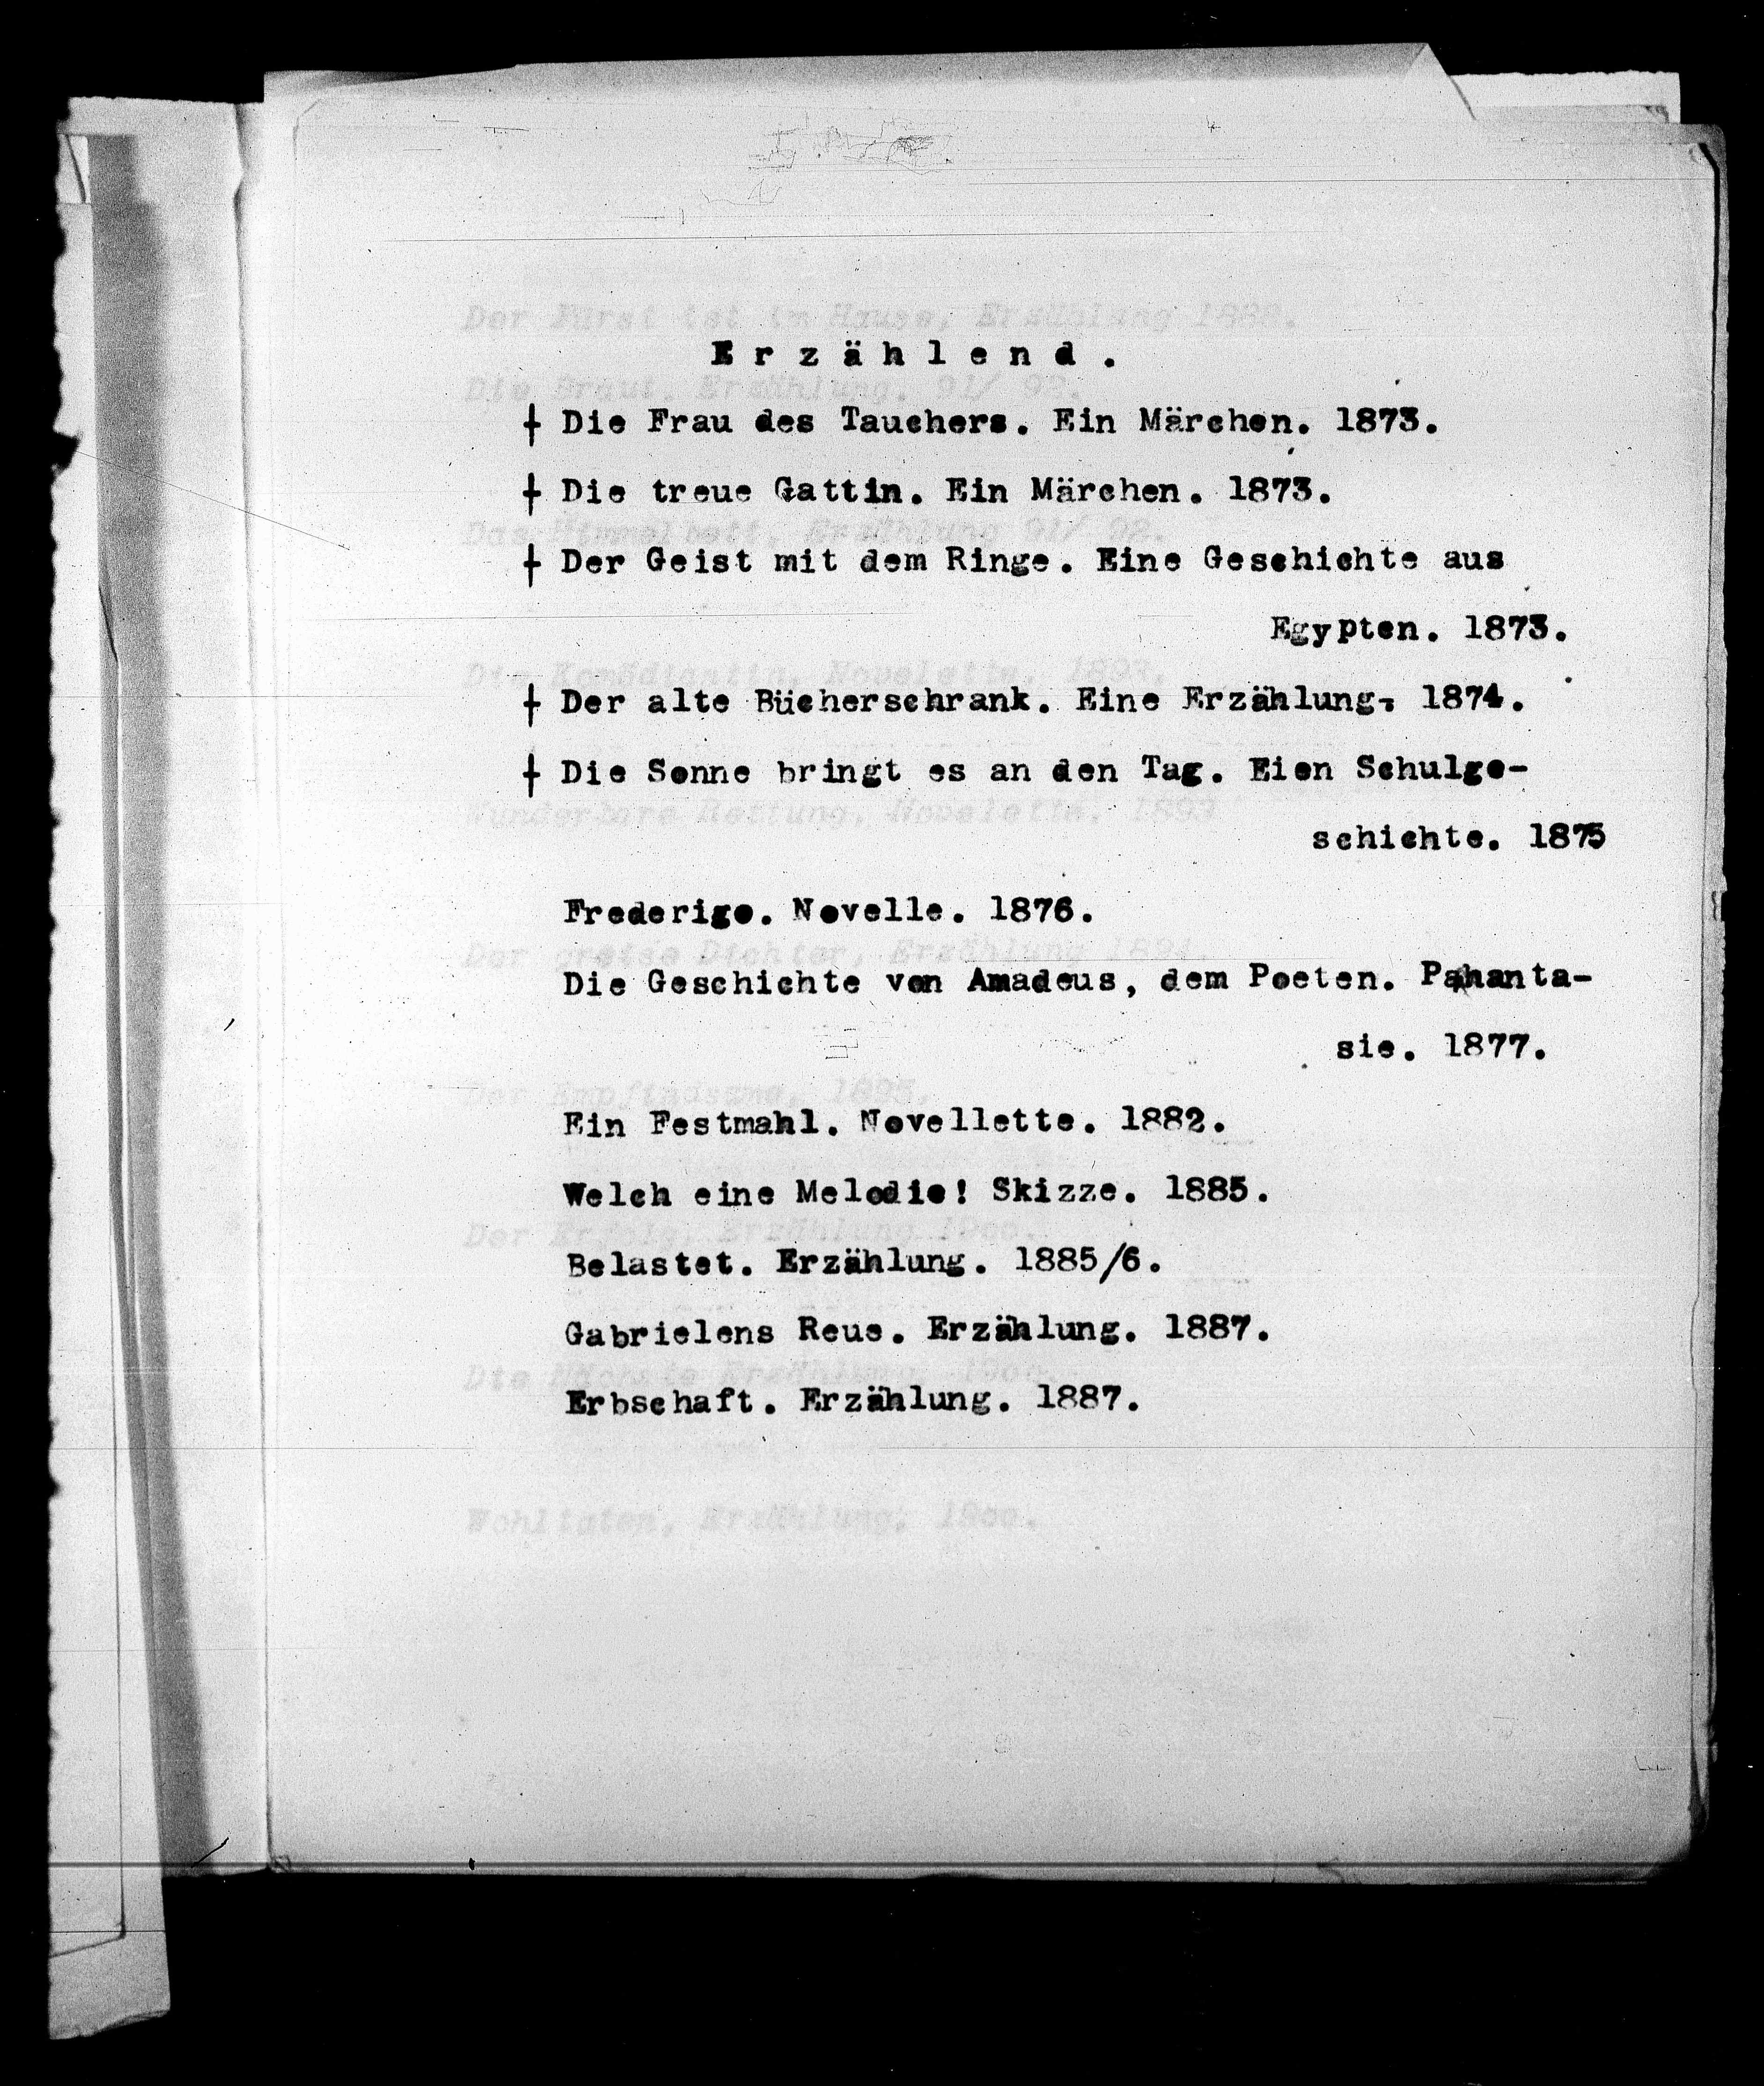 Erzählend.
† Die Frau des Tauchers. Ein Märchen. 1873.
† Die treue Gattin. Ein Märchen. 1873.
† Der Geist mit dem Ringe. Eine Geschichte aus
Egypten. 1873.
† Der alte Bücherschrank. Eine Erzählung. 1874.
† Die Sonne bringt es an den Tag. Eien Schulge-
schichte. 1875
Frederigo. Novelle. 1876.
Die Geschichte von Amadeus, dem Poeten. Phanta-
sie. 1877.
Ein Festmahl. Novellette. 1882.
Welch eine Melodie! Skizze. 1885.
Belastet. Erzählung. 1885/6.
Gabrielens Reue. Erzählung. 1887.
Erbschaft. Erzählung. 1887.